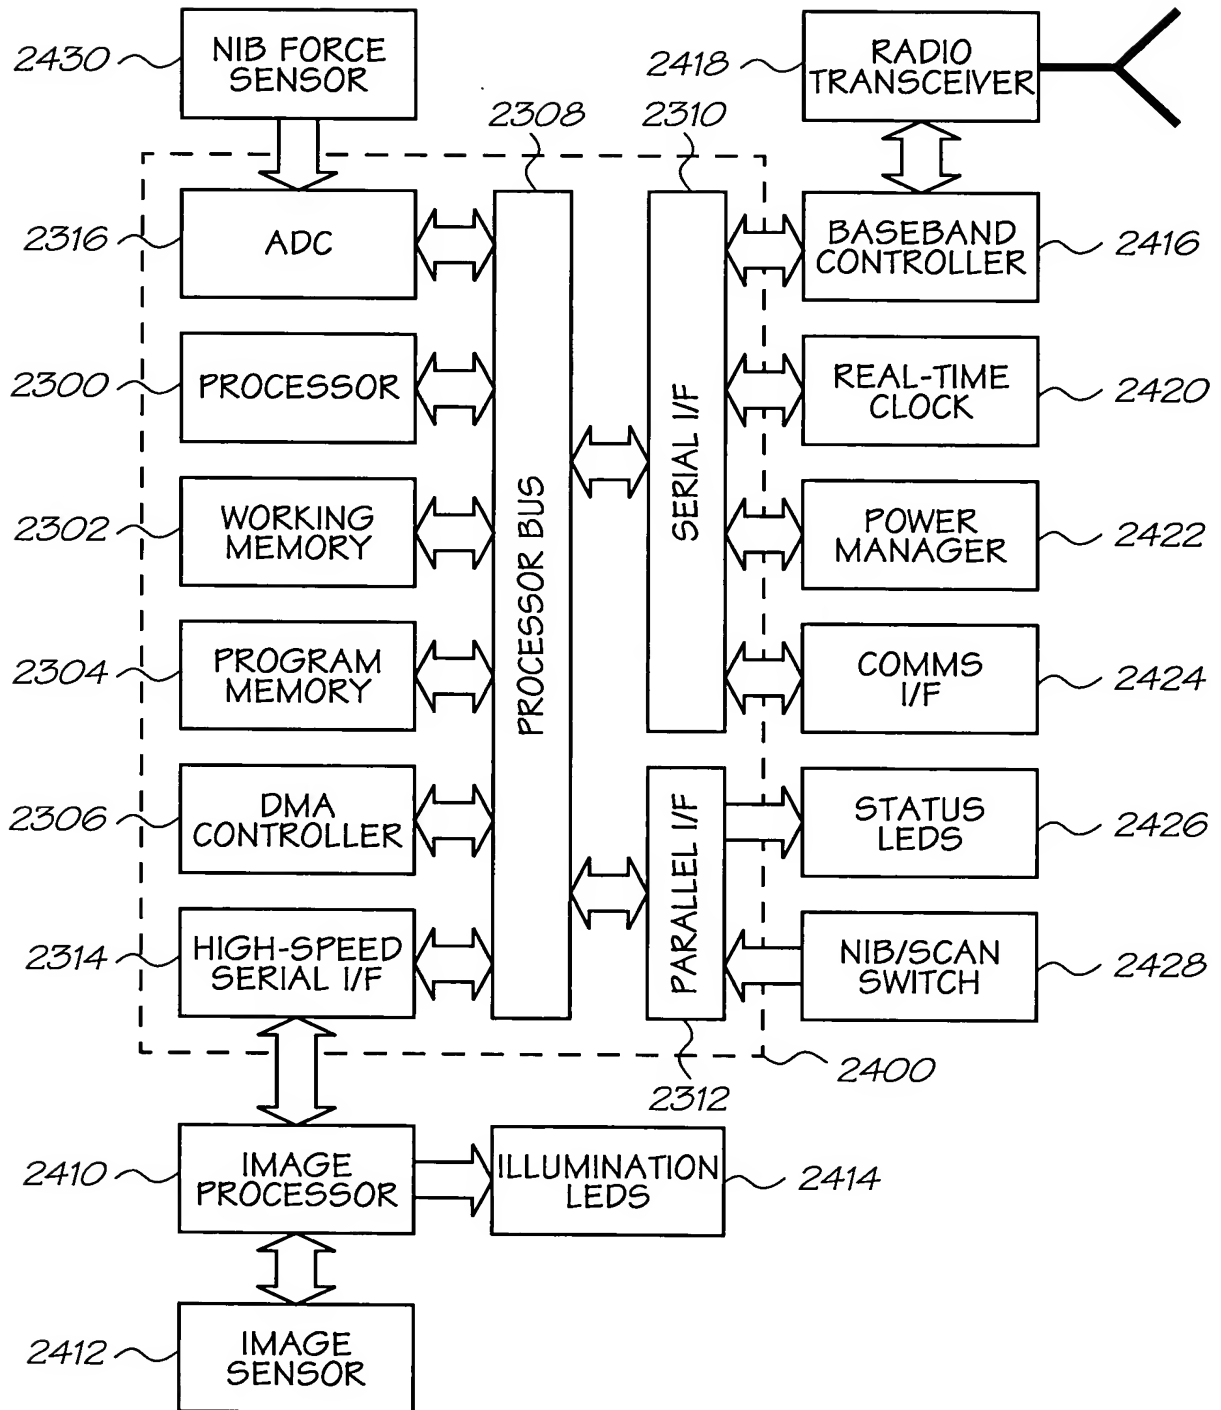 2430
NIB FORCE
SENSOR
2418
RADIO
TRANSCEIVER
2308
2310
2316
ADC
BASEBAND
CONTROLLER
2416
2300
PROCESSOR
REAL-TIME
CLOCK
2420
PROCESSOR BUS
SERIAL I/F
2302
WORKING
MEMORY
POWER
MANAGER
2422
2304
PROGRAM
MEMORY
COMMS
I/F
2424
2306
DMA
CONTROLLER
PARALLEL I/F
STATUS
LEDS
2426
2314
HIGH-SPEED
SERIAL I/F
NIB/SCAN
SWITCH
2428
2312
2400
2410
IMAGE
PROCESSOR
ILLUMINATION
LEDS
2414
2412
IMAGE
SENSOR